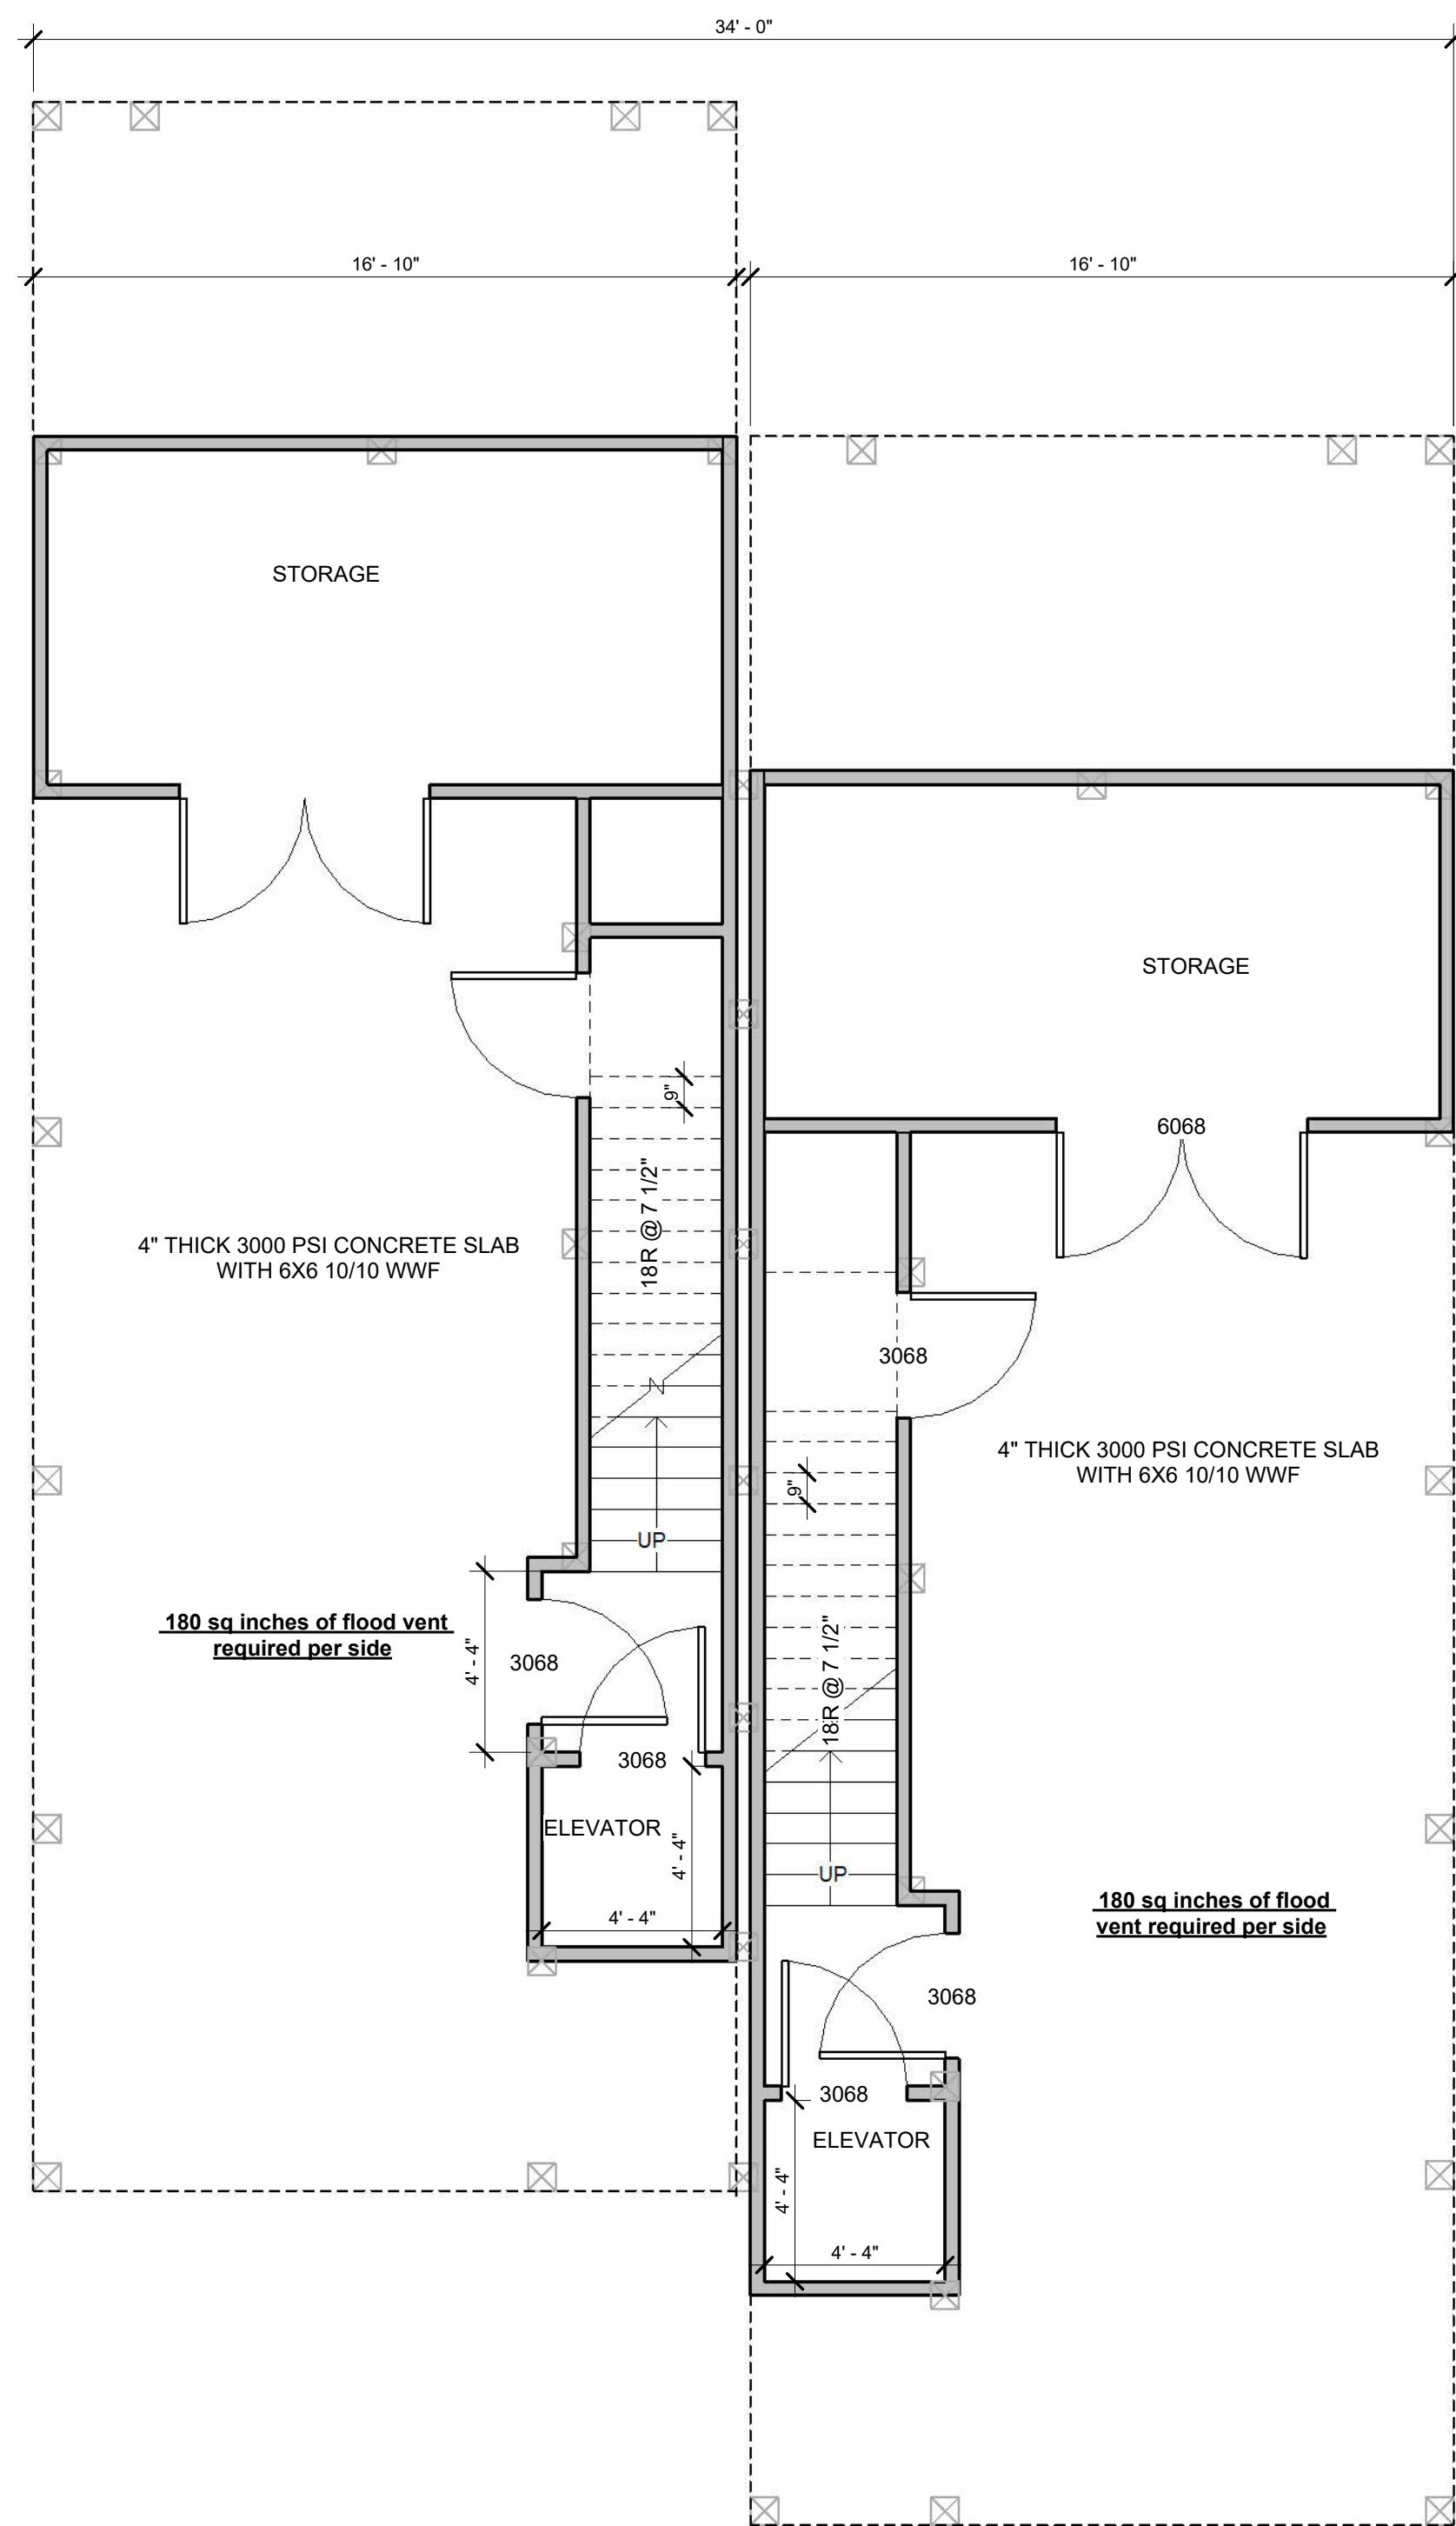 34' - 0"
16' - 10"
16' - 10"
STORAGE
STORAGE
9"
6068
18R @ 7 1/2"
4" THICK 3000 PSI CONCRETE SLAB
WITH 6X6 10/10 WWF
3068
4" THICK 3000 PSI CONCRETE SLAB
WITH 6X6 10/10 WWF
9"
UP
180 sq inches of flood vent
required per side
4' - 4"
3068
18R @ 7 1/2"
3068
ELEVATOR
4' - 4"
4' - 4"
UP
180 sq inches of flood
vent required per side
3068
3068
ELEVATOR
4' - 4"
4' - 4"